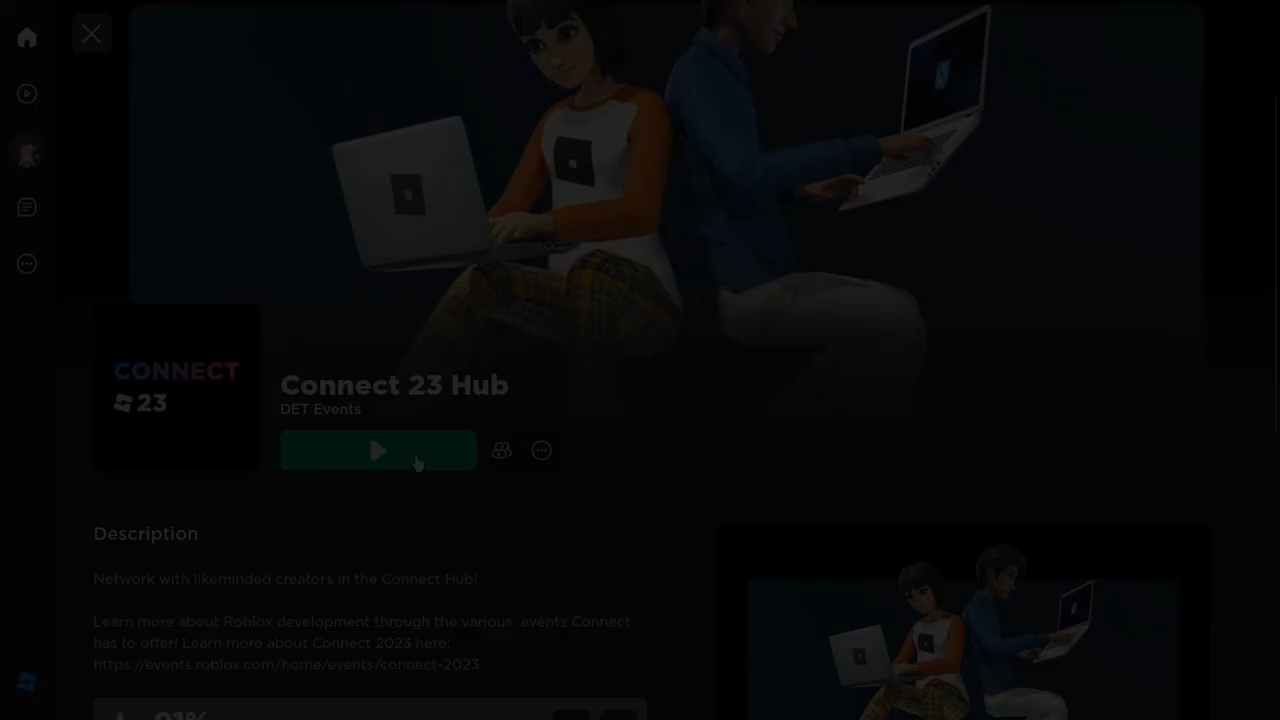 CONNECT
23
Connect 23 Hub
DET Events
Description
Network with likeminded creators in the Connect Hub!
Learn more about Roblox development through the various events Connect
has to offer! Learn more about Connect 2023 here:
https://events.roblox.com/home/events/connect-2023
91%